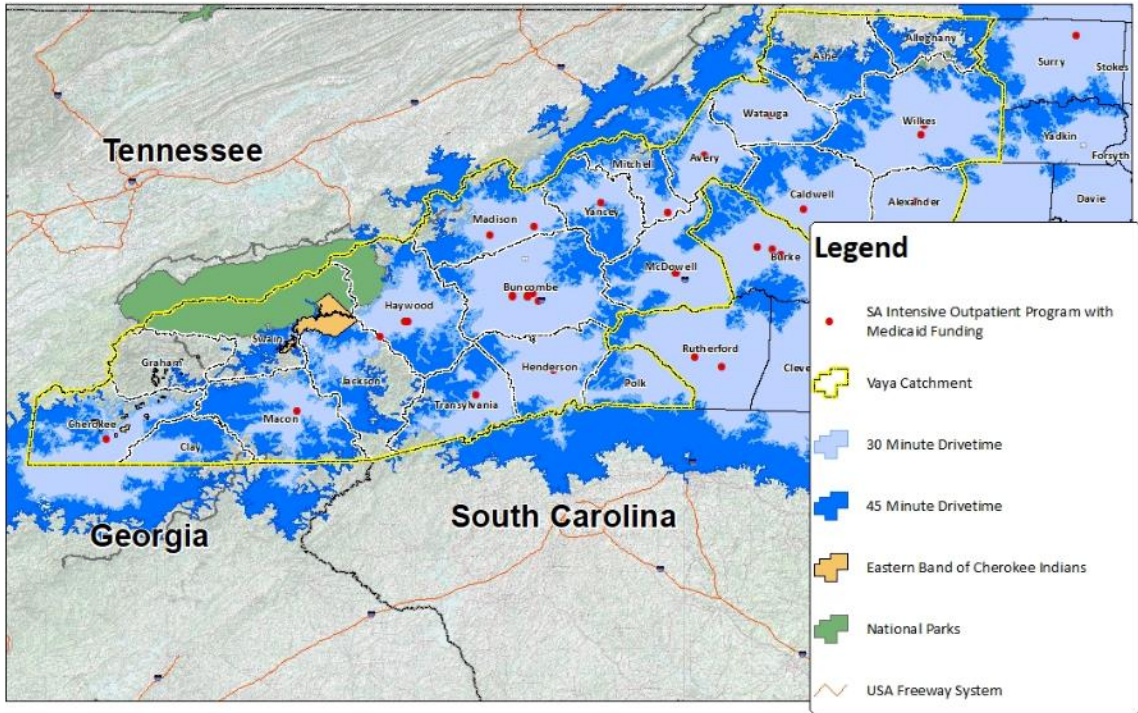 Alleghany
Ashe
Surry
Stokes
Watauga
Wilkes
Yadkin
Forsyth
Tennessee
Mitchell
Avery
Caldwell
Alexander
Davie
Madison
Yancey
McDowell
Burke
Buncombe
Haywood
Swain
Rutherford
Cleve
Graham
Henderson
Jackson
Polk
Transylvania
Macon
Cherokee
Clay
Georgia
South Carolina
Legend
SA Intensive Outpatient Program with
Medicaid Funding
Vaya Catchment
30 Minute Drivetime
45 Minute Drivetime
Eastern Band of Cherokee Indians
National Parks
USA Freeway System